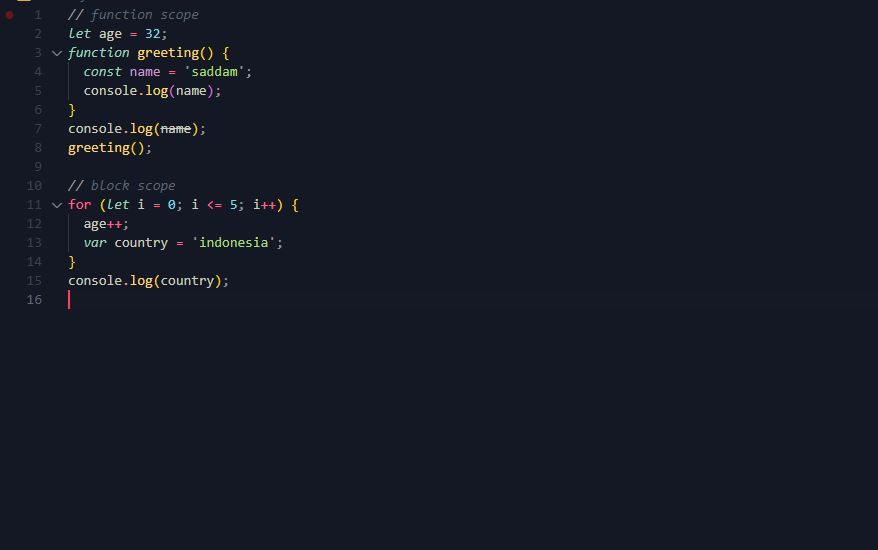 1 // function scope
2 let age = 32;
3 function greeting() {
4   const name = 'saddam';
5   console.log(name);
6 }
7 console.log(name);
8 greeting();
9
10 // block scope
11 for (let i = 0; i <= 5; i++) {
12   age++;
13   var country = 'indonesia';
14 }
15 console.log(country);
16